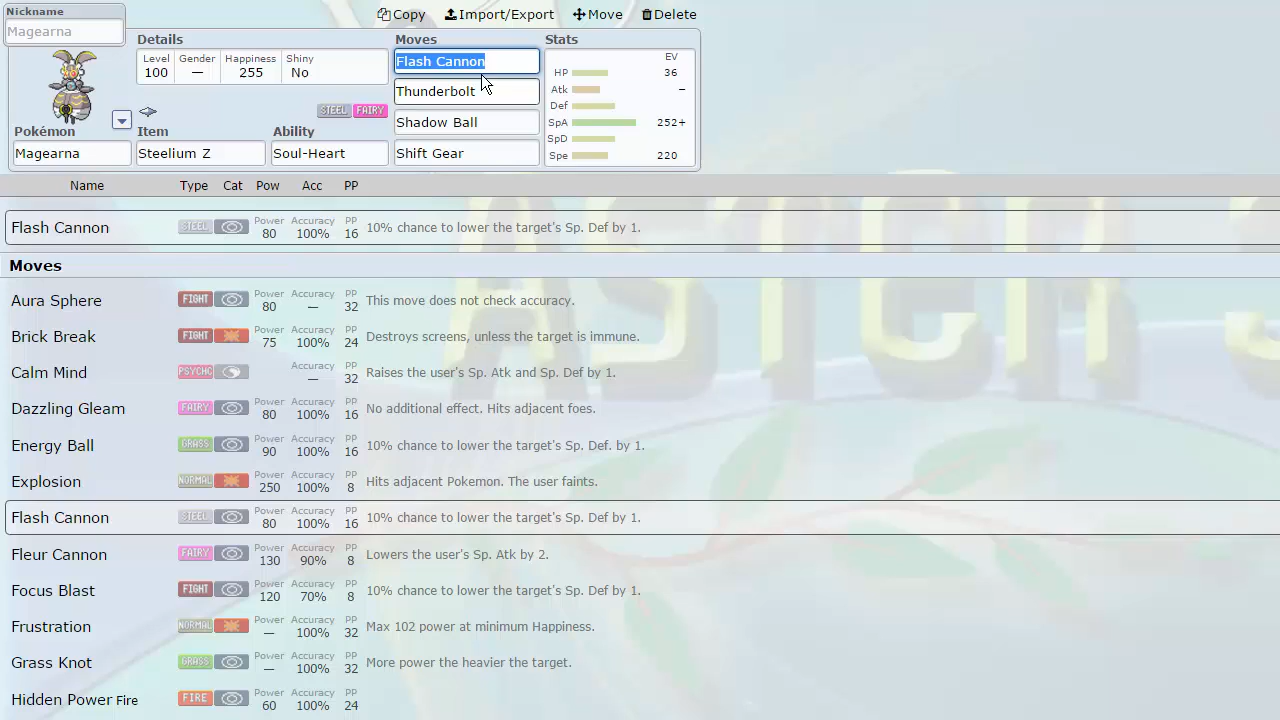 Nickname
Magearna
Copy Import/Export Move Delete
Details
Level Gender Happiness Shiny
100 — 255 No
STEEL FAIRY
Pokémon Item Ability
Magearna Steelium Z Soul-Heart
Moves
Flash Cannon
Thunderbolt
Shadow Ball
Shift Gear
Stats
EV
HP 36
Atk –
Def
SpA 252+
SpD
Spe 220
Name Type Cat Pow Acc PP
Flash Cannon STEEL Power 80 Accuracy 100% PP 16 10% chance to lower the target's Sp. Def by 1.
Moves
Aura Sphere FIGHT Power 80 Accuracy — PP 32 This move does not check accuracy.
Brick Break FIGHT Power 75 Accuracy 100% PP 24 Destroys screens, unless the target is immune.
Calm Mind PSYCHC Accuracy — PP 32 Raises the user's Sp. Atk and Sp. Def by 1.
Dazzling Gleam FAIRY Power 80 Accuracy 100% PP 16 No additional effect. Hits adjacent foes.
Energy Ball GRASS Power 90 Accuracy 100% PP 16 10% chance to lower the target's Sp. Def. by 1.
Explosion NORMAL Power 250 Accuracy 100% PP 8 Hits adjacent Pokemon. The user faints.
Flash Cannon STEEL Power 80 Accuracy 100% PP 16 10% chance to lower the target's Sp. Def by 1.
Fleur Cannon FAIRY Power 130 Accuracy 90% PP 8 Lowers the user's Sp. Atk by 2.
Focus Blast FIGHT Power 120 Accuracy 70% PP 8 10% chance to lower the target's Sp. Def by 1.
Frustration NORMAL Power — Accuracy 100% PP 32 Max 102 power at minimum Happiness.
Grass Knot GRASS Power — Accuracy 100% PP 32 More power the heavier the target.
Hidden Power Fire FIRE Power 60 Accuracy 100% PP 24